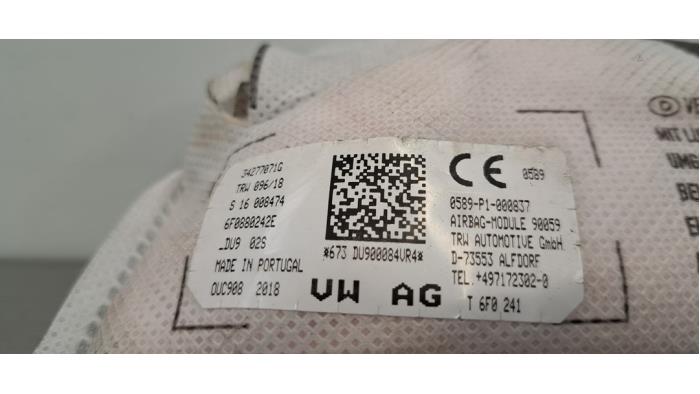 34277071G
TRW 096/18
S 16 008474
6F0880242E
_DU9 02S
MADE IN PORTUGAL
OUC908 2018
*673 DU900084VR4*
VW AG
CE 0589
0589-P1-000837
AIRBAG-MODULE 90059
TRW AUTOMOTIVE GmbH
D-73553 ALFDORF
TEL.+497172302-0
T 6F0 241
D